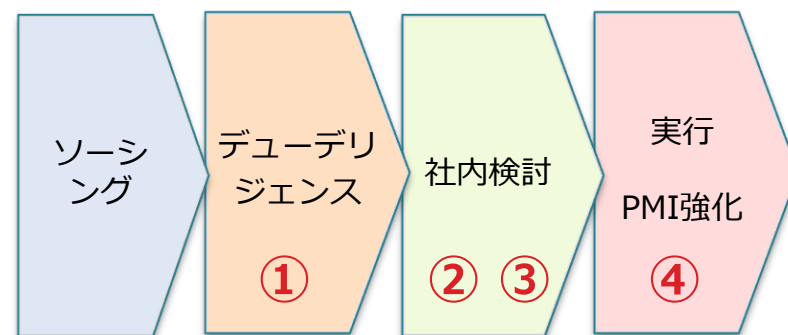 ソーシ
ング
デューデリ
ジェンス
①
社内検討
② ③
実行
PMI強化
④